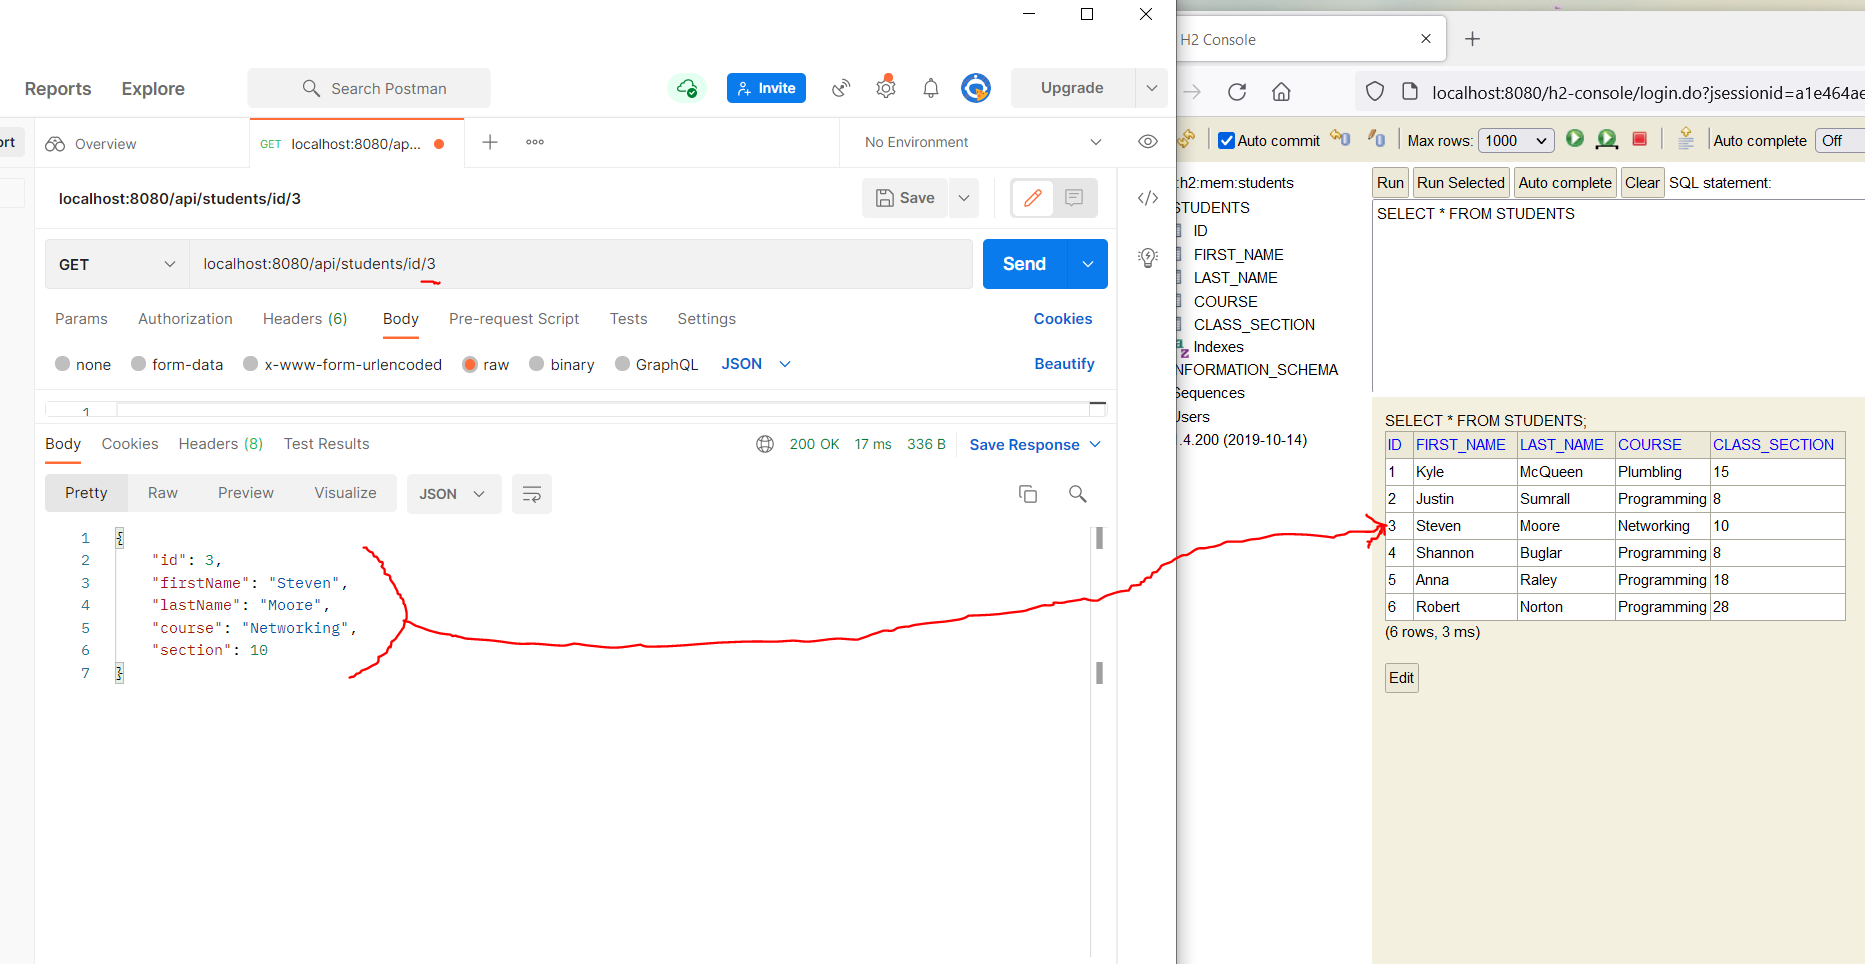 Reports Explore Search Postman Invite Upgrade
ort Overview GET localhost:8080/ap... No Environment
localhost:8080/api/students/id/3 Save
GET localhost:8080/api/students/id/3 Send
Params Authorization Headers (6) Body Pre-request Script Tests Settings Cookies
none form-data x-www-form-urlencoded raw binary GraphQL JSON Beautify
1
Body Cookies Headers (8) Test Results 200 OK 17 ms 336 B Save Response
Pretty Raw Preview Visualize JSON
1 {
2 "id": 3,
3 "firstName": "Steven",
4 "lastName": "Moore",
5 "course": "Networking",
6 "section": 10
7 }
H2 Console
localhost:8080/h2-console/login.do?jsessionid=a1e464ae
Auto commit Max rows: 1000 Auto complete Off
:h2:mem:students
STUDENTS
ID
FIRST_NAME
LAST_NAME
COURSE
CLASS_SECTION
Indexes
NFORMATION_SCHEMA
Sequences
Users
.4.200 (2019-10-14)
Run Run Selected Auto complete Clear SQL statement:
SELECT * FROM STUDENTS
SELECT * FROM STUDENTS;
ID FIRST_NAME LAST_NAME COURSE CLASS_SECTION
1 Kyle McQueen Plumbling 15
2 Justin Sumrall Programming 8
3 Steven Moore Networking 10
4 Shannon Buglar Programming 8
5 Anna Raley Programming 18
6 Robert Norton Programming 28
(6 rows, 3 ms)
Edit